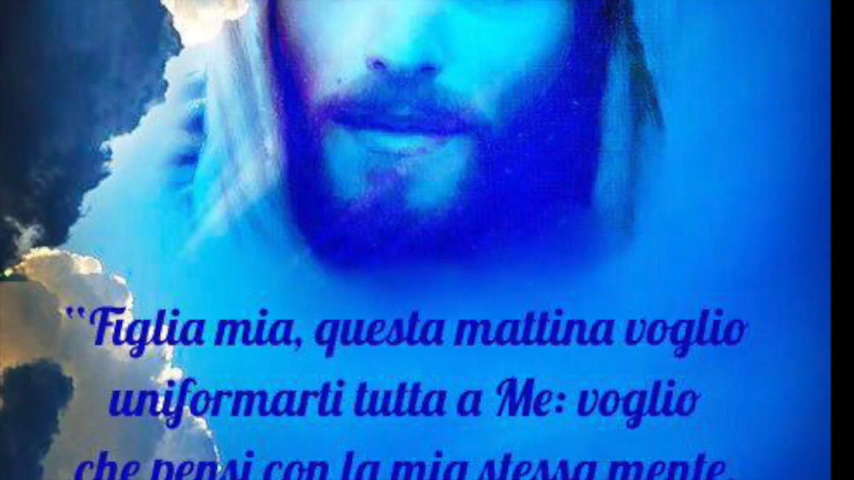 “Figlia mia, questa mattina voglio
uniformarti tutta a Me: voglio
che pensi con la mia stessa mente,